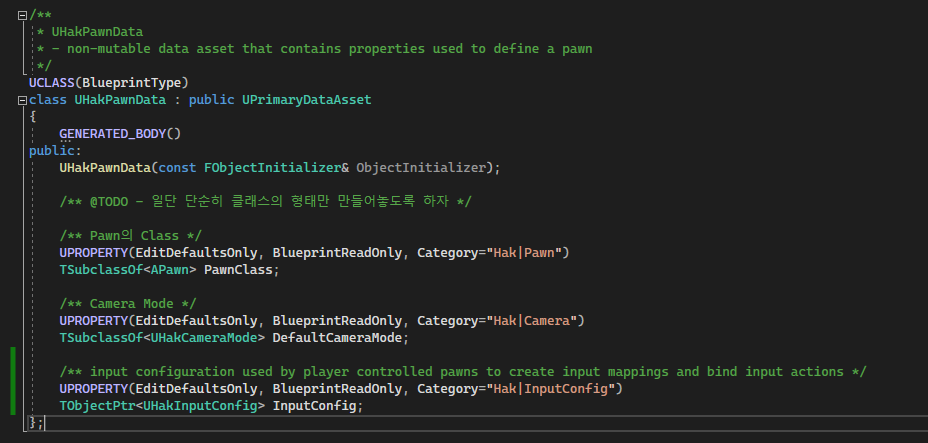 /**
 * UHakPawnData
 * - non-mutable data asset that contains properties used to define a pawn
 */
UCLASS(BlueprintType)
class UHakPawnData : public UPrimaryDataAsset
{
    GENERATED_BODY()
public:
    UHakPawnData(const FObjectInitializer& ObjectInitializer);

    /** @TODO - 일단 단순히 클래스의 형태만 만들어놓도록 하자 */

    /** Pawn의 Class */
    UPROPERTY(EditDefaultsOnly, BlueprintReadOnly, Category="Hak|Pawn")
    TSubclassOf<APawn> PawnClass;

    /** Camera Mode */
    UPROPERTY(EditDefaultsOnly, BlueprintReadOnly, Category="Hak|Camera")
    TSubclassOf<UHakCameraMode> DefaultCameraMode;

    /** input configuration used by player controlled pawns to create input mappings and bind input actions */
    UPROPERTY(EditDefaultsOnly, BlueprintReadOnly, Category="Hak|InputConfig")
    TObjectPtr<UHakInputConfig> InputConfig;
};